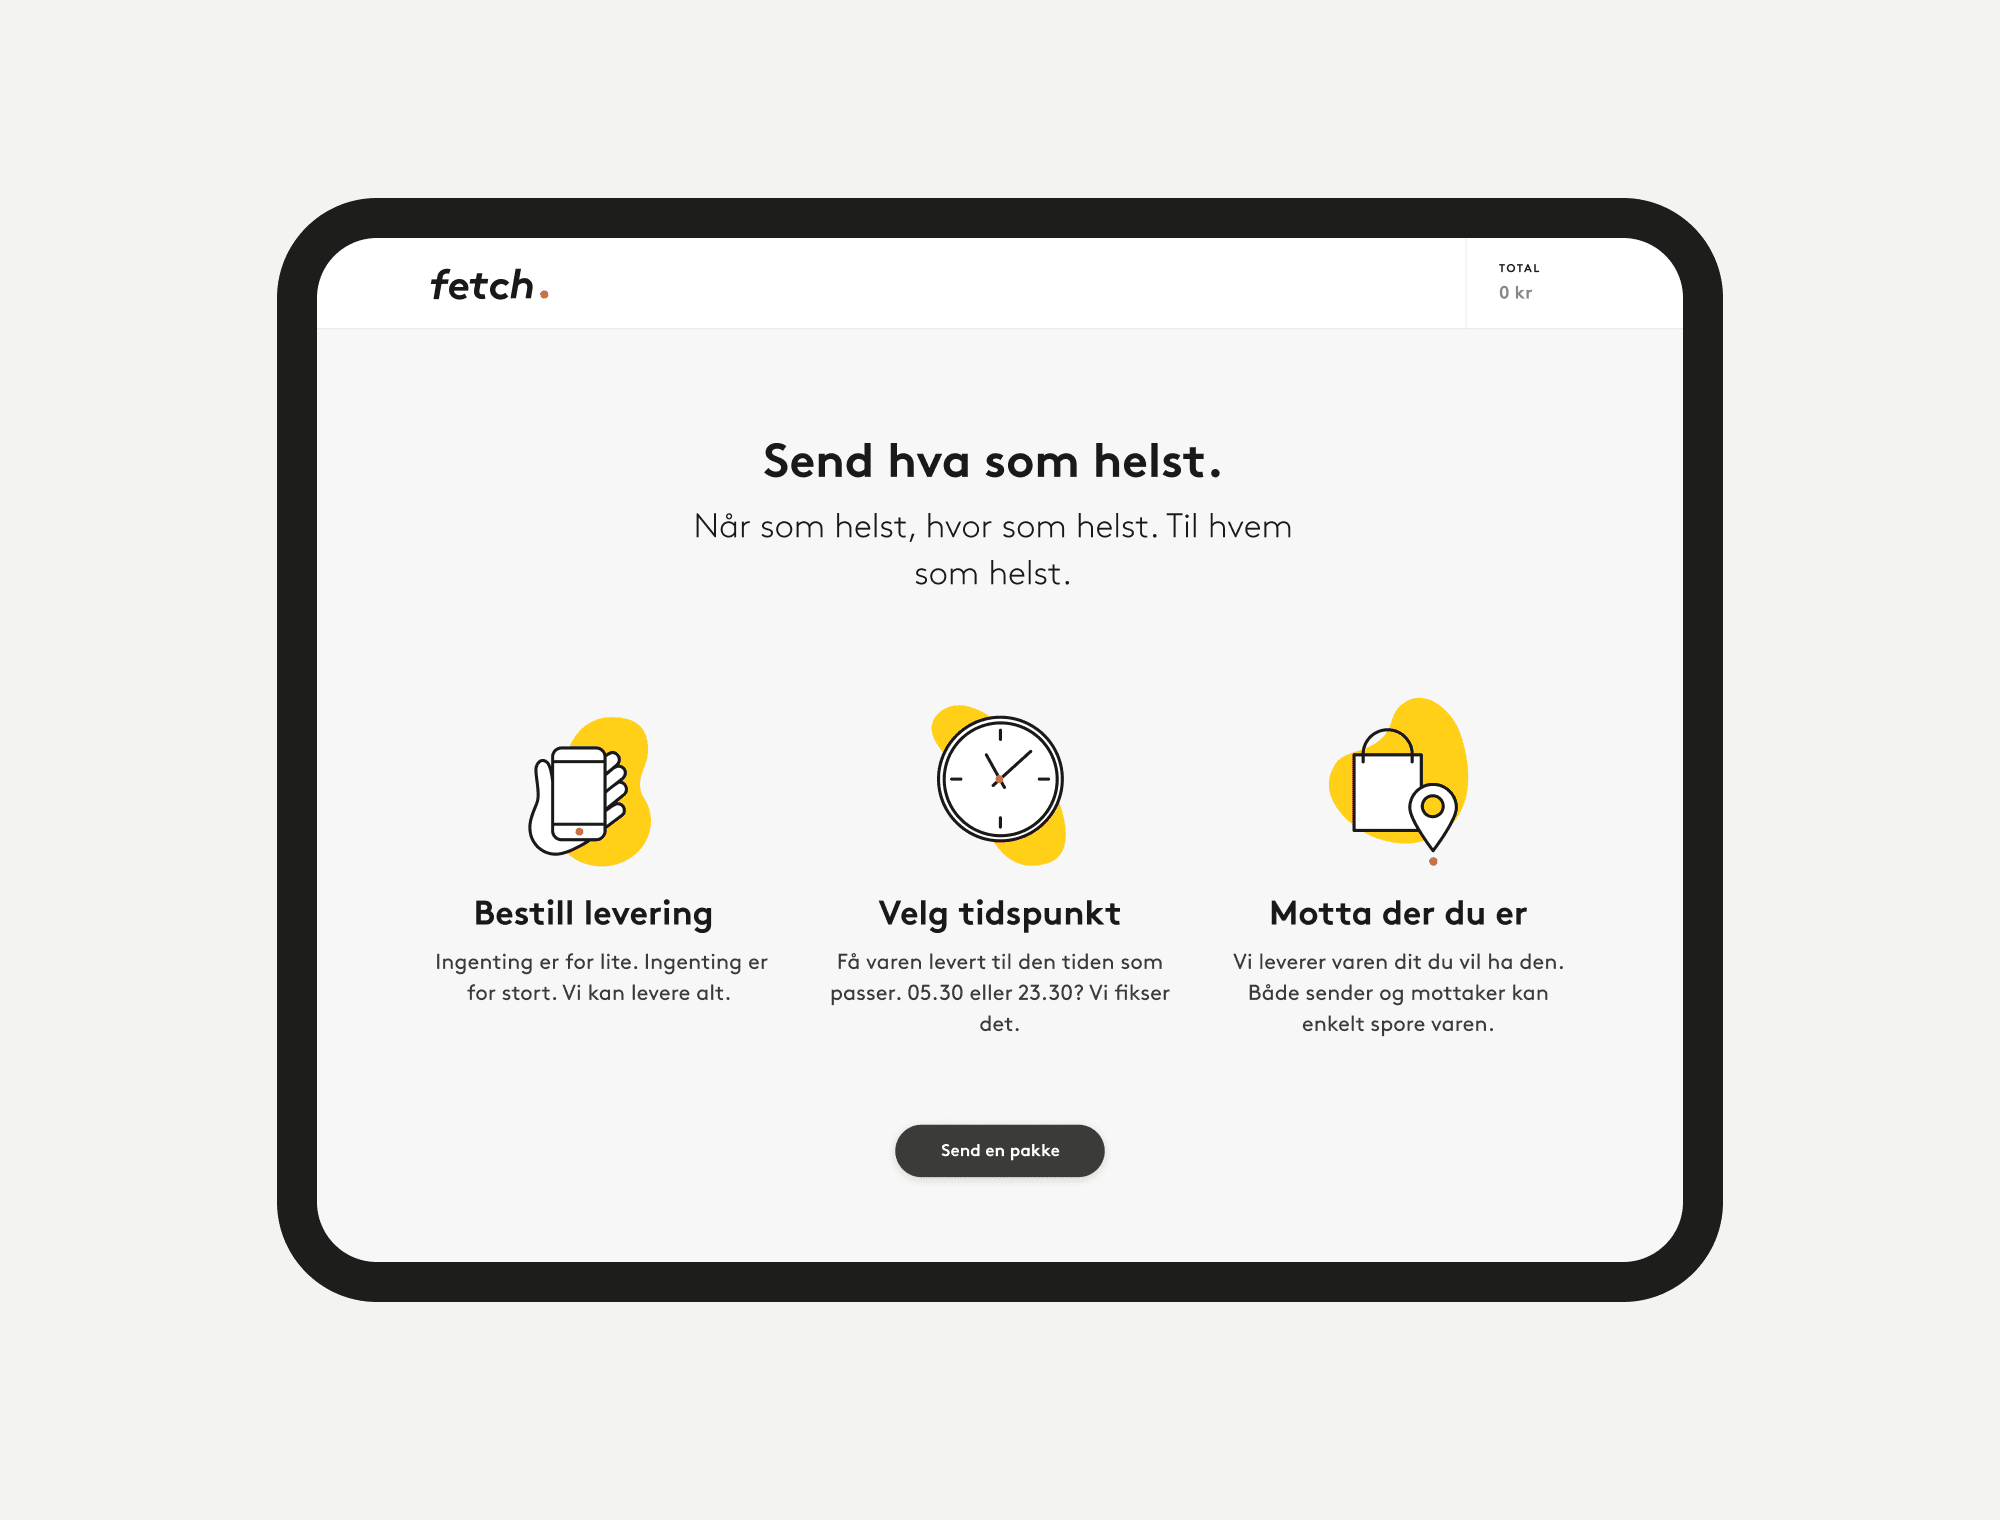 fetch.
TOTAL
0 kr
Send hva som helst.
Når som helst, hvor som helst. Til hvem
som helst.
Bestill levering
Ingenting er for lite. Ingenting er
for stort. Vi kan levere alt.
Velg tidspunkt
Få varen levert til den tiden som
passer. 05.30 eller 23.30? Vi fikser
det.
Motta der du er
Vi leverer varen dit du vil ha den.
Både sender og mottaker kan
enkelt spore varen.
Send en pakke